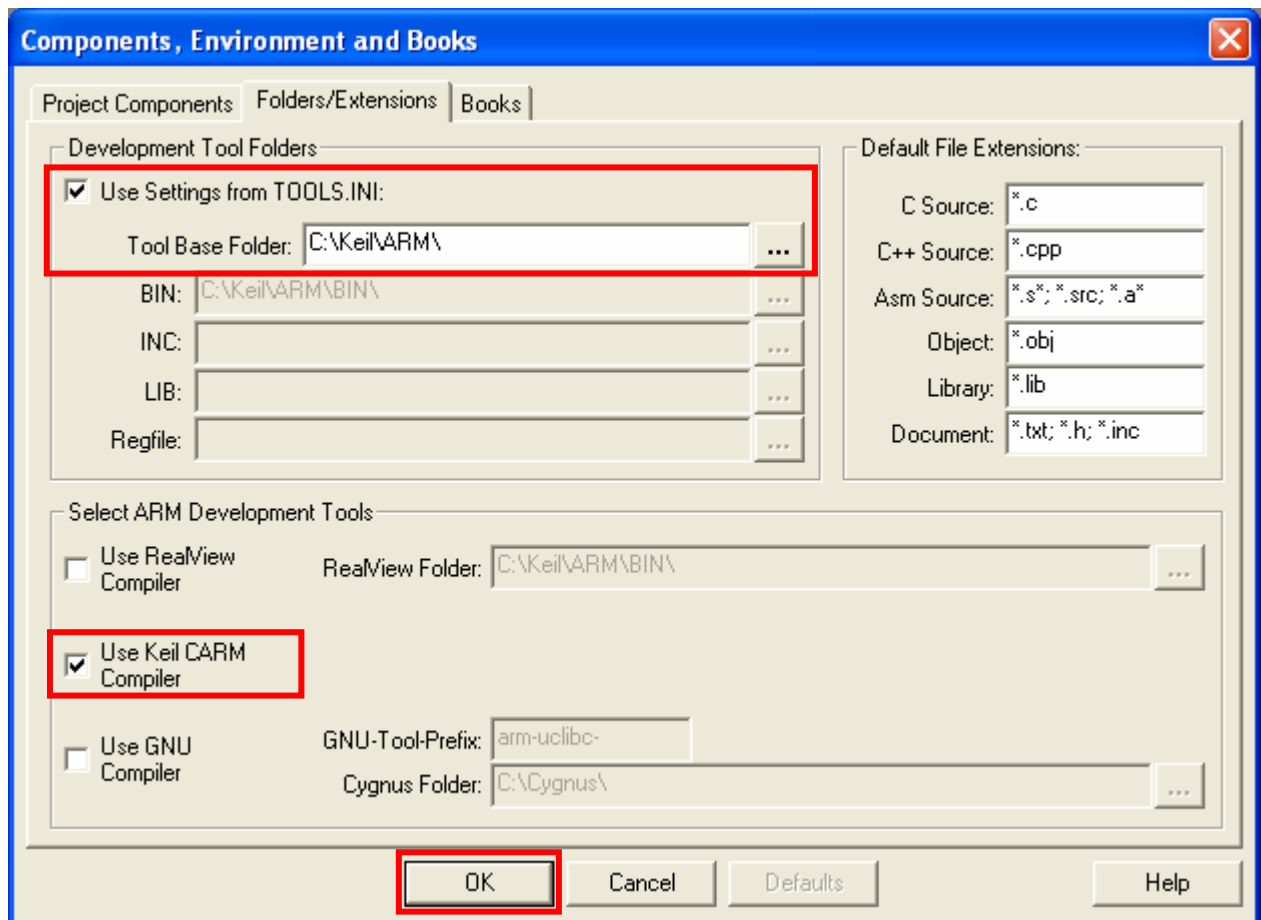 Components, Environment and Books
Project Components Folders/Extensions Books
Development Tool Folders
Use Settings from TOOLS.INI:
Tool Base Folder: C:\Keil\ARM\ ...
BIN: C:\Keil\ARM\BIN\ ...
INC: ...
LIB: ...
Regfile: ...
Default File Extensions:
C Source: *.c
C++ Source: *.cpp
Asm Source: *.s*; *.src; *.a*
Object: *.obj
Library: *.lib
Document: *.txt; *.h; *.inc
Select ARM Development Tools
Use RealView
Compiler
RealView Folder: C:\Keil\ARM\BIN\ ...
Use Keil CARM
Compiler
Use GNU
Compiler
GNU-Tool-Prefix: arm-uclibc-
Cygnus Folder: C:\Cygnus\ ...
OK Cancel Defaults Help